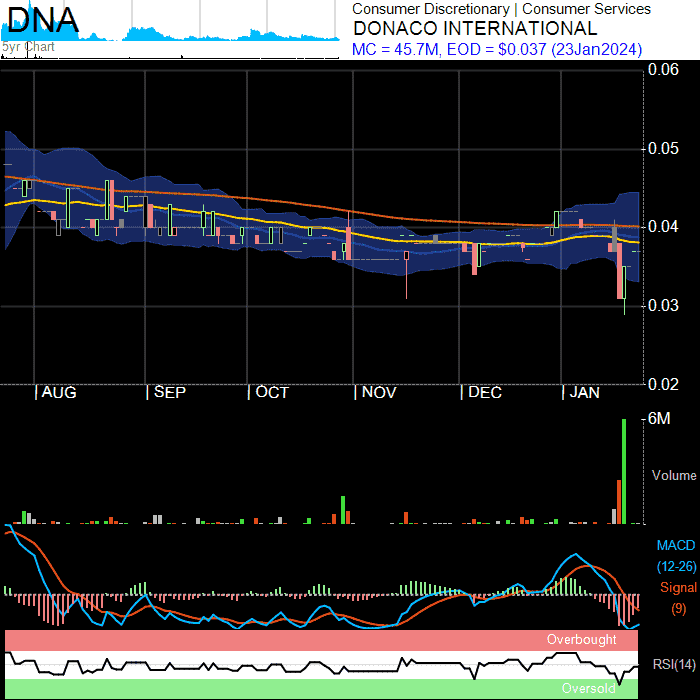 DNA
5yr Chart
Consumer Discretionary | Consumer Services
DONACO INTERNATIONAL
MC = 45.7M, EOD = $0.037 (23Jan2024)
0.06
0.05
0.04
0.03
0.02
| AUG | SEP | OCT | NOV | DEC | JAN
6M
Volume
MACD
(12-26)
Signal
(9)
Overbought
RSI(14)
Oversold